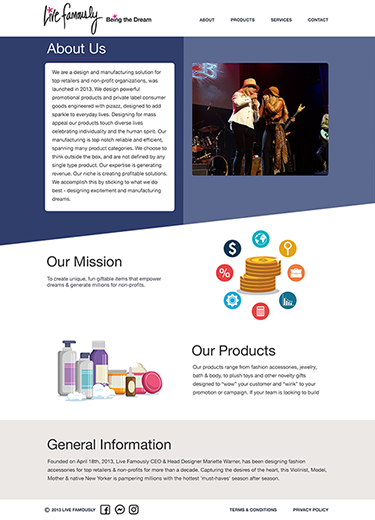 Live Famously Being the Dream
ABOUT PRODUCTS SERVICES CONTACT
About Us
We are a design and manufacturing solution for
top retailers and non-profit organizations, was
launched in 2013. We design powerful
promotional products and private label consumer
goods engineered with pizazz, designed to add
sparkle to everyday lives. Designing for mass
appeal our products touch diverse lives
celebrating individuality and the human spirit. Our
manufacturing is top notch reliable and efficient,
spanning many product categories. We choose to
think outside the box, and are not defined by any
single type product. Our expertise is generating
revenue. Our niche is creating profitable solutions.
We accomplish this by sticking to what we do
best - designing excitement and manufacturing
dreams.
Our Mission
To create unique, fun giftable items that empower
dreams & generate millions for non-profits.
$
%
Our Products
Our products range from fashion accessories, jewelry,
bath & body, to plush toys and other novelty gifts
designed to “wow” your customer and “wink” to your
promotion or campaign. If your team is looking to build
General Information
Founded on April 18th, 2013, Live Famously CEO & Head Designer Mariette Warner, has been designing fashion
accessories for top retailers & non-profits for more than a decade. Capturing the desires of the heart, this Violinist, Model,
Mother & native New Yorker is pampering millions with the hottest 'must-haves' season after season.
© 2013 LIVE FAMOUSLY
TERMS & CONDITIONS PRIVACY POLICY